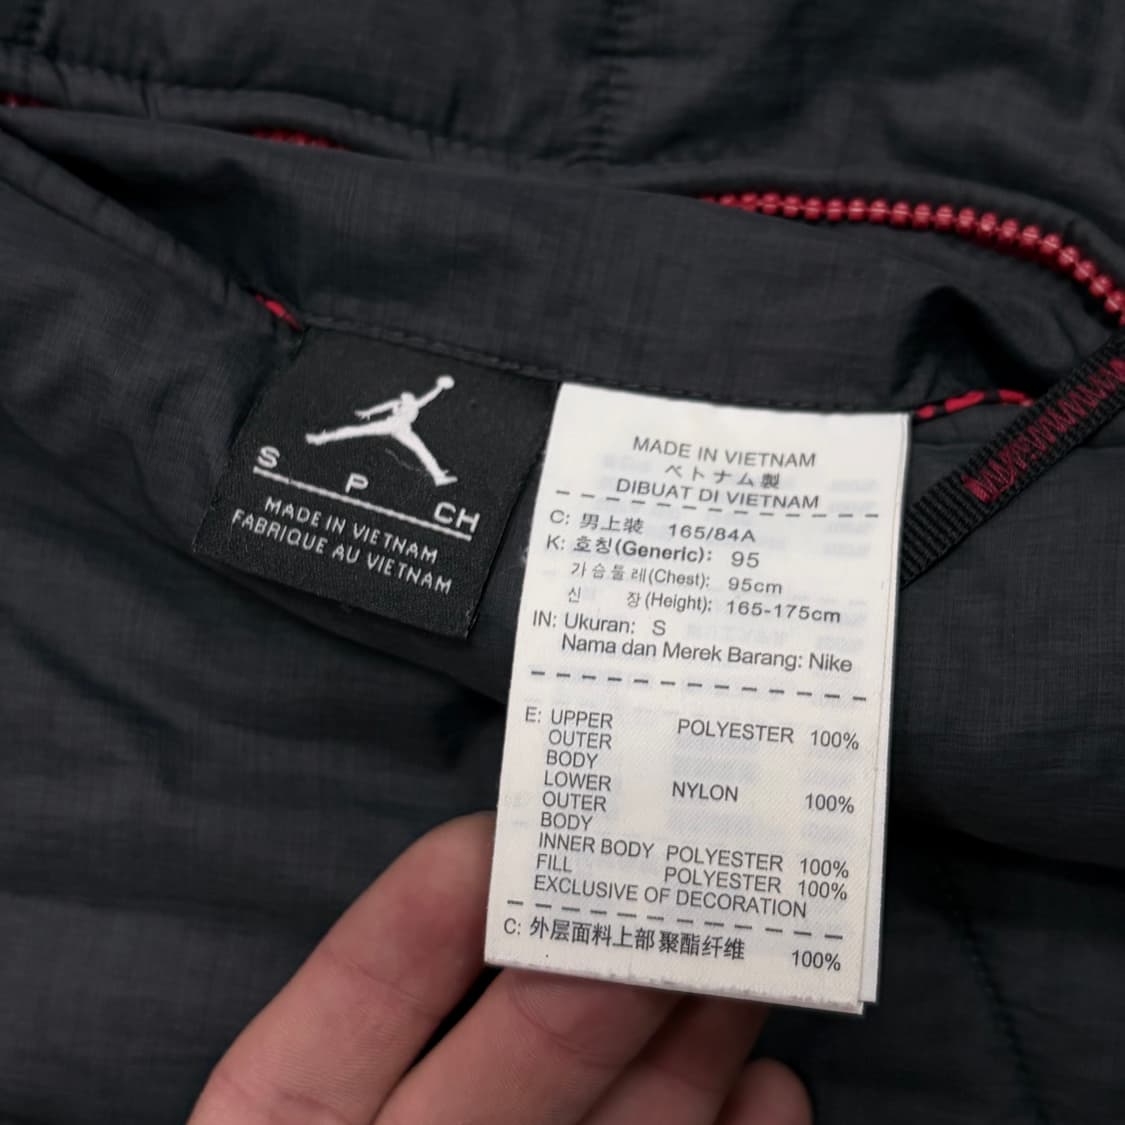 S
P
CH
MADE IN VIETNAM
FABRIQUE AU VIETNAM
MADE IN VIETNAM
ベトナム製
DIBUAT DI VIETNAM
C: 男上装 165/84A
K: 호칭(Generic): 95
가슴둘레(Chest): 95cm
신 장(Height): 165-175cm
IN: Ukuran: S
Nama dan Merek Barang: Nike
E: UPPER POLYESTER 100%
OUTER
BODY
LOWER NYLON 100%
OUTER
BODY
INNER BODY POLYESTER 100%
FILL POLYESTER 100%
EXCLUSIVE OF DECORATION
C: 外层面料上部 聚酯纤维 100%